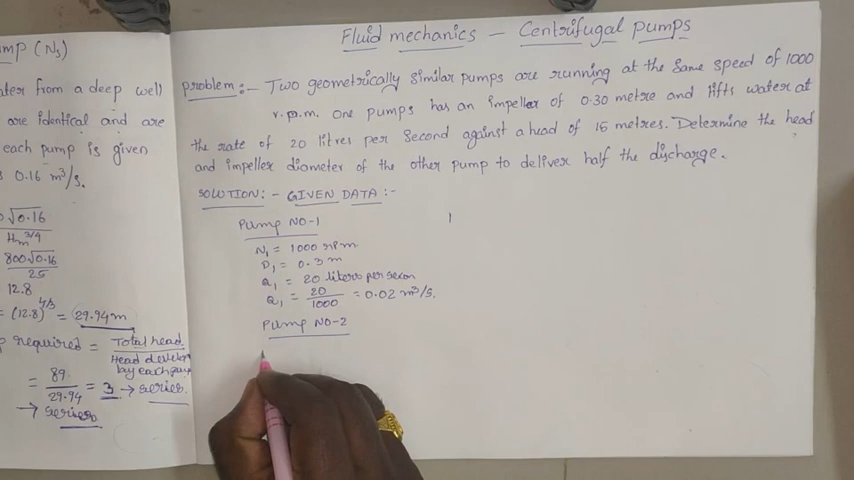 mp (Ns)
ater from a deep well
are identical and are
each pump is given
0.16 m³/s.
√0.16
Hm^3/4
800√0.16
25
12.8
= (12.8)^4/3 = 29.94m
required = Total head
Head develop
by each pump
= 89 / 29.94 = 3 → series.
→ series
Fluid mechanics - Centrifugal pumps
problem:- Two geometrically similar pumps are running at the same speed of 1000
r.p.m. One pumps has an impeller of 0.30 metre and lifts water at
the rate of 20 litres per second against a head of 15 metres. Determine the head
and impeller diameter of the other pump to deliver half the discharge.
SOLUTION:- GIVEN DATA:-
Pump NO-1
N₁ = 1000 rpm.
D₁ = 0.3 m
Q₁ = 20 liters per secon
Q₁ = 20 / 1000 = 0.02 m³/s.
Pump NO-2